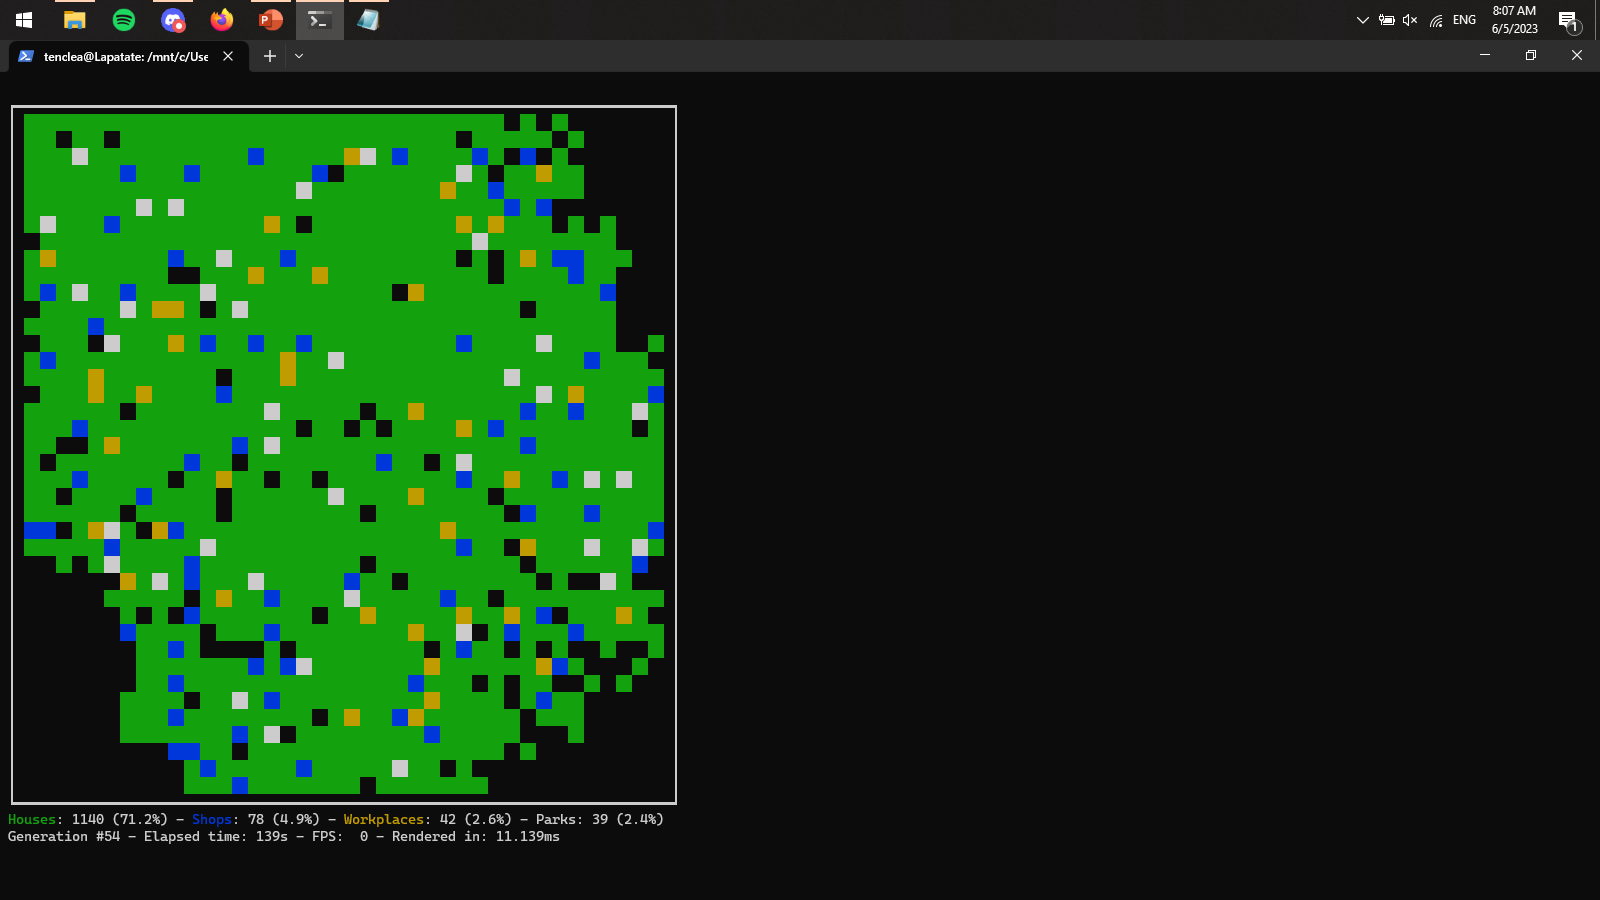 P
ENG
8:07 AM
6/5/2023
1
tenclea@Lapatate: /mnt/c/Use
Houses: 1140 (71.2%) - Shops: 78 (4.9%) - Workplaces: 42 (2.6%) - Parks: 39 (2.4%)
Generation #54 - Elapsed time: 139s - FPS:  0 - Rendered in: 11.139ms